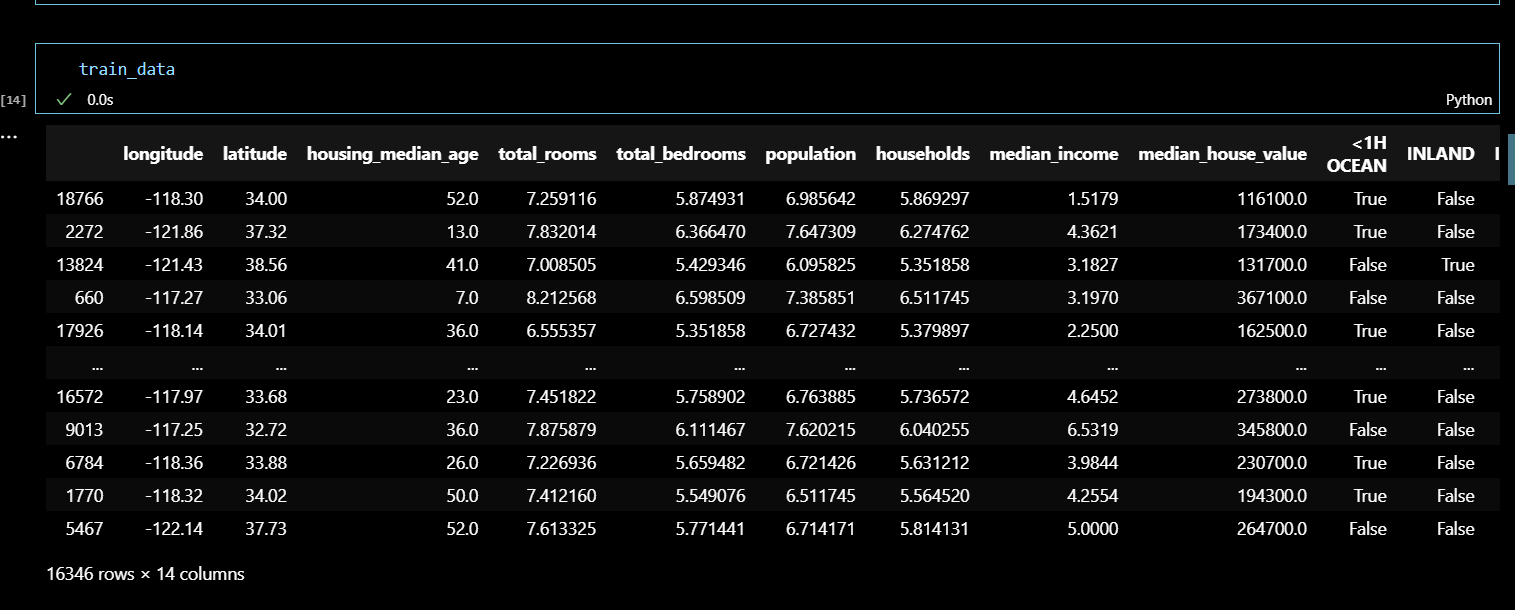 train_data
[14]
0.0s
Python
...
longitude latitude housing_median_age total_rooms total_bedrooms population households median_income median_house_value <1H OCEAN INLAND
18766 -118.30 34.00 52.0 7.259116 5.874931 6.985642 5.869297 1.5179 116100.0 True False
2272 -121.86 37.32 13.0 7.832014 6.366470 7.647309 6.274762 4.3621 173400.0 True False
13824 -121.43 38.56 41.0 7.008505 5.429346 6.095825 5.351858 3.1827 131700.0 False True
660 -117.27 33.06 7.0 8.212568 6.598509 7.385851 6.511745 3.1970 367100.0 False False
17926 -118.14 34.01 36.0 6.555357 5.351858 6.727432 5.379897 2.2500 162500.0 True False
... ... ... ... ... ... ... ... ... ... ... ...
16572 -117.97 33.68 23.0 7.451822 5.758902 6.763885 5.736572 4.6452 273800.0 True False
9013 -117.25 32.72 36.0 7.875879 6.111467 7.620215 6.040255 6.5319 345800.0 False False
6784 -118.36 33.88 26.0 7.226936 5.659482 6.721426 5.631212 3.9844 230700.0 True False
1770 -118.32 34.02 50.0 7.412160 5.549076 6.511745 5.564520 4.2554 194300.0 True False
5467 -122.14 37.73 52.0 7.613325 5.771441 6.714171 5.814131 5.0000 264700.0 False False
16346 rows × 14 columns